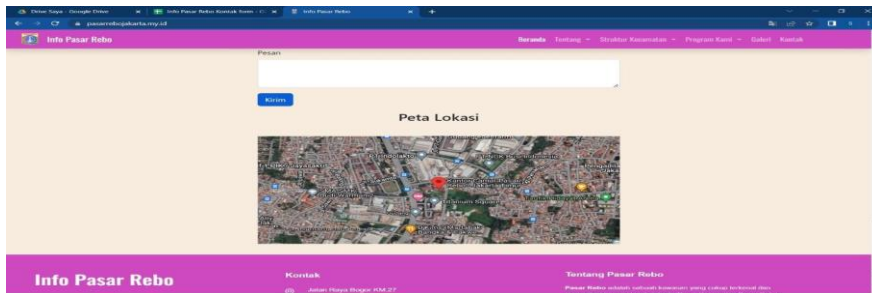 Drive Saya - Google Drive
Info Pasar Rebo Kontak Form - G
Info Pasar Rebo
pasarrebojakarta.my.id
Info Pasar Rebo
Beranda Tentang Struktur Kecamatan Program Kami Galeri Kontak
Pesan
Kirim
Peta Lokasi
Titanium Square
Info Pasar Rebo
Kontak
Jalan Raya Bogor KM.27
Tentang Pasar Rebo
Pasar Rebo adalah sebuah kawasan yang cukup terkenal dan